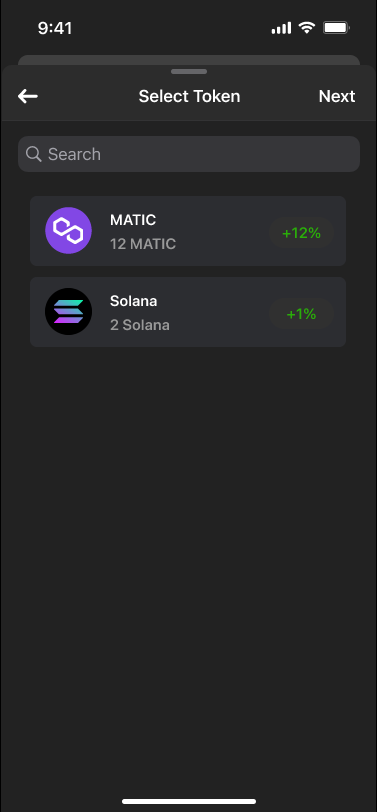 9:41
Select Token
Next
Search
MATIC
12 MATIC
+12%
Solana
2 Solana
+1%